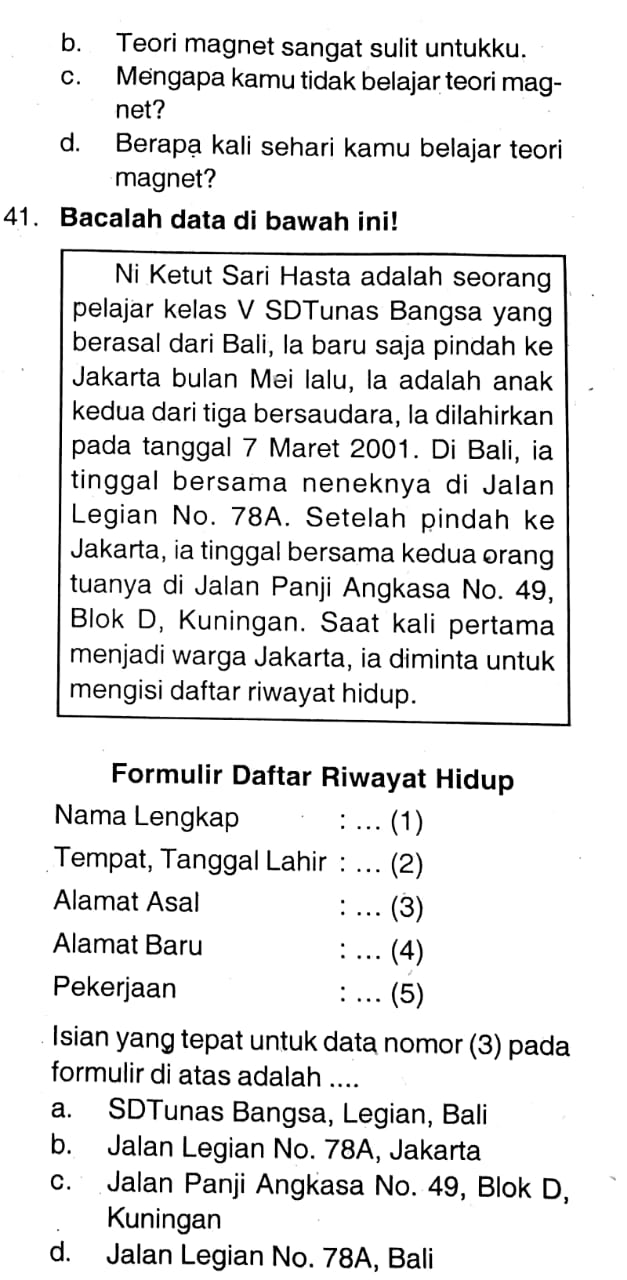 b. Teori magnet sangat sulit untukku.
c. Mengapa kamu tidak belajar teori mag-
net?
d. Berapa kali sehari kamu belajar teori
magnet?
41. Bacalah data di bawah ini!
Ni Ketut Sari Hasta adalah seorang
pelajar kelas V SDTunas Bangsa yang
berasal dari Bali, Ia baru saja pindah ke
Jakarta bulan Mei lalu, Ia adalah anak
kedua dari tiga bersaudara, Ia dilahirkan
pada tanggal 7 Maret 2001. Di Bali, ia
tinggal bersama neneknya di Jalan
Legian No. 78A. Setelah pindah ke
Jakarta, ia tinggal bersama kedua orang
tuanya di Jalan Panji Angkasa No. 49,
Blok D, Kuningan. Saat kali pertama
menjadi warga Jakarta, ia diminta untuk
mengisi daftar riwayat hidup.
Formulir Daftar Riwayat Hidup
Nama Lengkap : ... (1)
Tempat, Tanggal Lahir : ... (2)
Alamat Asal : ... (3)
Alamat Baru : ... (4)
Pekerjaan : ... (5)
Isian yang tepat untuk data nomor (3) pada
formulir di atas adalah ....
a. SDTunas Bangsa, Legian, Bali
b. Jalan Legian No. 78A, Jakarta
c. Jalan Panji Angkasa No. 49, Blok D,
Kuningan
d. Jalan Legian No. 78A, Bali